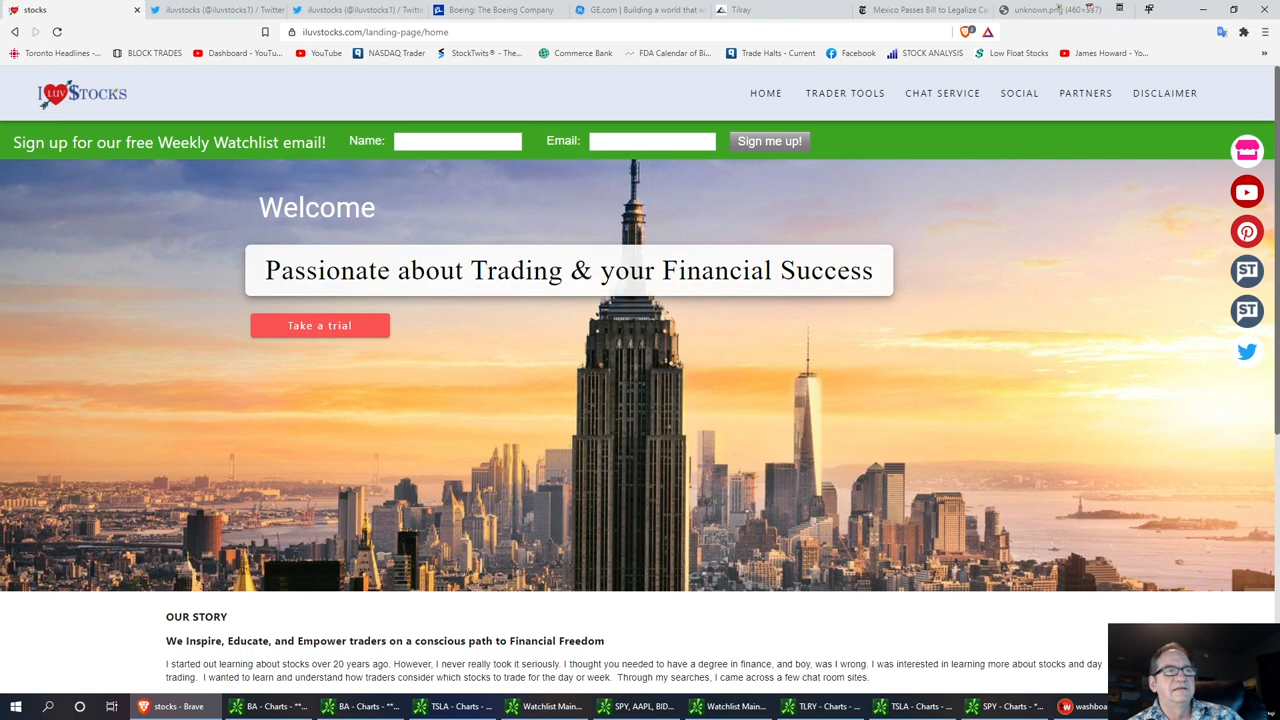 stocks
iluvstocks (@iluvstocks1) / Twitter
iluvstocks (@iluvstocks1) / Twitt
Boeing: The Boeing Company
GE.com | Building a world that w
Tilray
Mexico Passes Bill to Legalize Ca
unknown.png (460×
iluvstocks.com/landing-page/home
Toronto Headlines -...
BLOCK TRADES
Dashboard - YouTu...
YouTube
NASDAQ Trader
StockTwits® - The...
Commerce Bank
FDA Calendar of Bi...
Trade Halts - Current
Facebook
STOCK ANALYSIS
Low Float Stocks
James Howard - Yo...
I LUV $TOCKS
HOME
TRADER TOOLS
CHAT SERVICE
SOCIAL
PARTNERS
DISCLAIMER
Sign up for our free Weekly Watchlist email!
Name:
Email:
Sign me up!
Welcome
Passionate about Trading & your Financial Success
Take a trial
ST
ST
OUR STORY
We Inspire, Educate, and Empower traders on a conscious path to Financial Freedom
I started out learning about stocks over 20 years ago. However, I never really took it seriously. I thought you needed to have a degree in finance, and boy, was I wrong. I was interested in learning more about stocks and day
trading. I wanted to learn and understand how traders consider which stocks to trade for the day or week. Through my searches, I came across a few chat room sites.
stocks - Brave
BA - Charts - **...
BA - Charts - **...
TSLA - Charts - ...
Watchlist Main...
SPY, AAPL, BID...
Watchlist Main...
TLRY - Charts - ...
TSLA - Charts - ...
SPY - Charts - *...
washboa